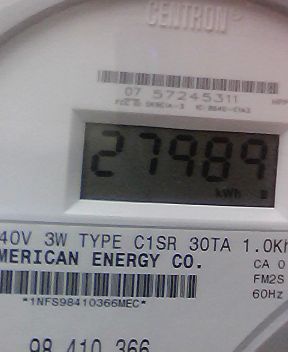 CENTRON®
07 57245311
27989
kWh
40V 3W TYPE C1SR 30TA 1.0Kh
MERICAN ENERGY CO.
CA 0
FM2S
60Hz
*1NFS98410366MEC*
98 410 366